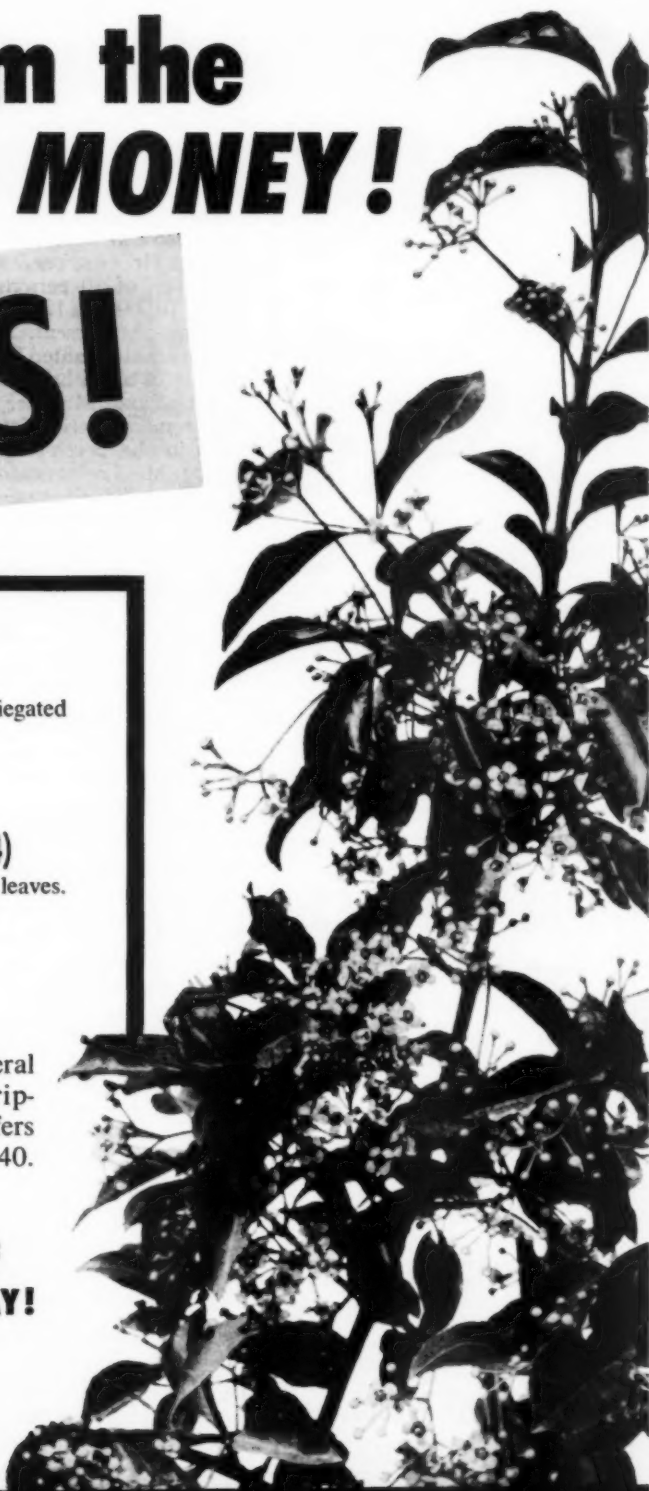 m the
MONEY!
S!
iegated
)
leaves.
eral
rip-
fers
40.
Y!